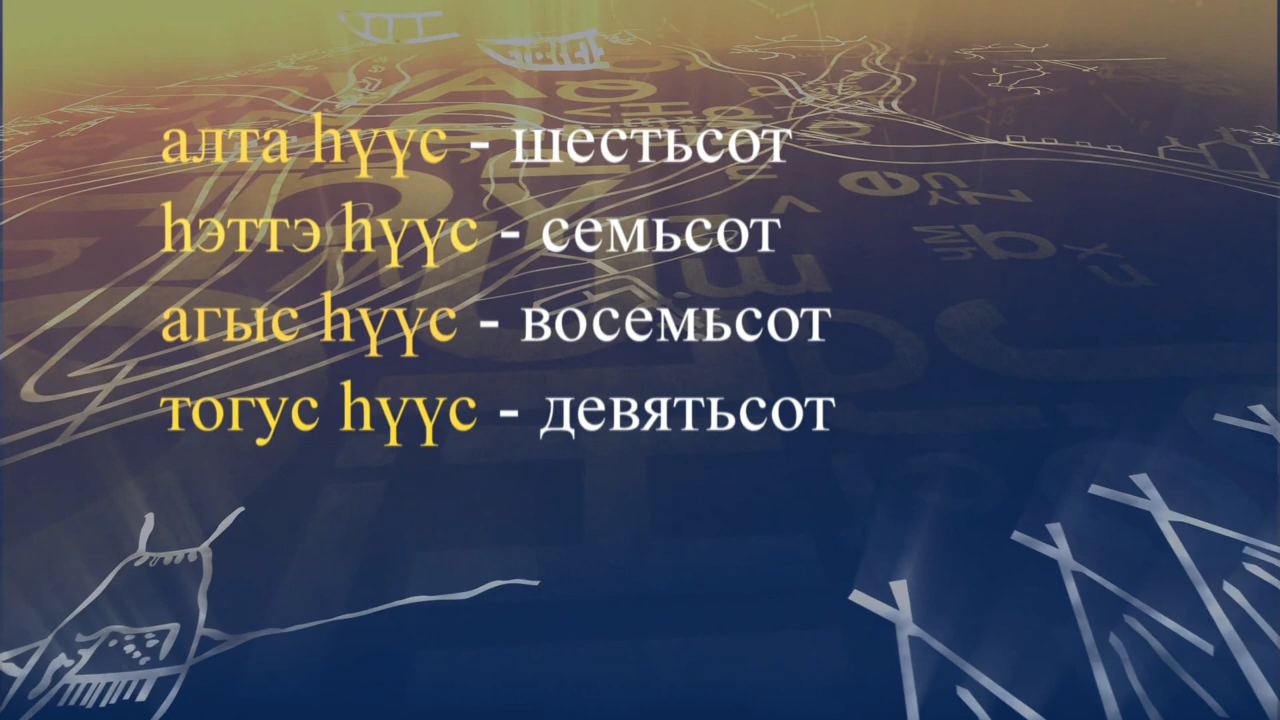 алта һүүс - шестьсот
һэттэ һүүс - семьсот
агыс һүүс - восемьсот
тогус һүүс - девятьсот